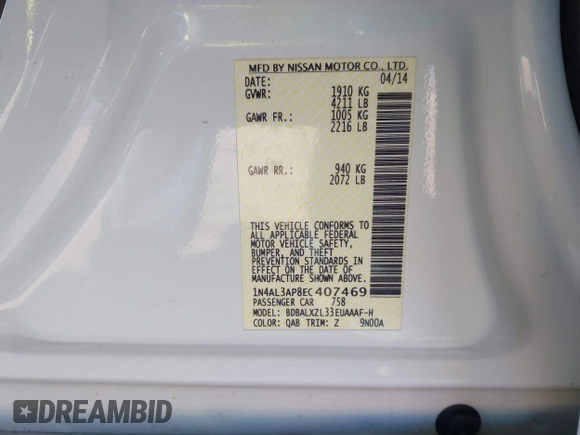 MFD BY NISSAN MOTOR CO., LTD.
DATE: 04/14
GVWR: 1910 KG
4211 LB
GAWR FR.: 1005 KG
2216 LB
GAWR RR.: 940 KG
2072 LB
THIS VEHICLE CONFORMS TO
ALL APPLICABLE FEDERAL
MOTOR VEHICLE SAFETY,
BUMPER, AND THEFT
PREVENTION STANDARDS IN
EFFECT ON THE DATE OF
MANUFACTURE SHOWN ABOVE.
1N4AL3AP8EC407469
PASSENGER CAR 758
MODEL: BDBALXZL33EUAAAF-H
COLOR: QAB TRIM: Z 9N00A
DREAMBID